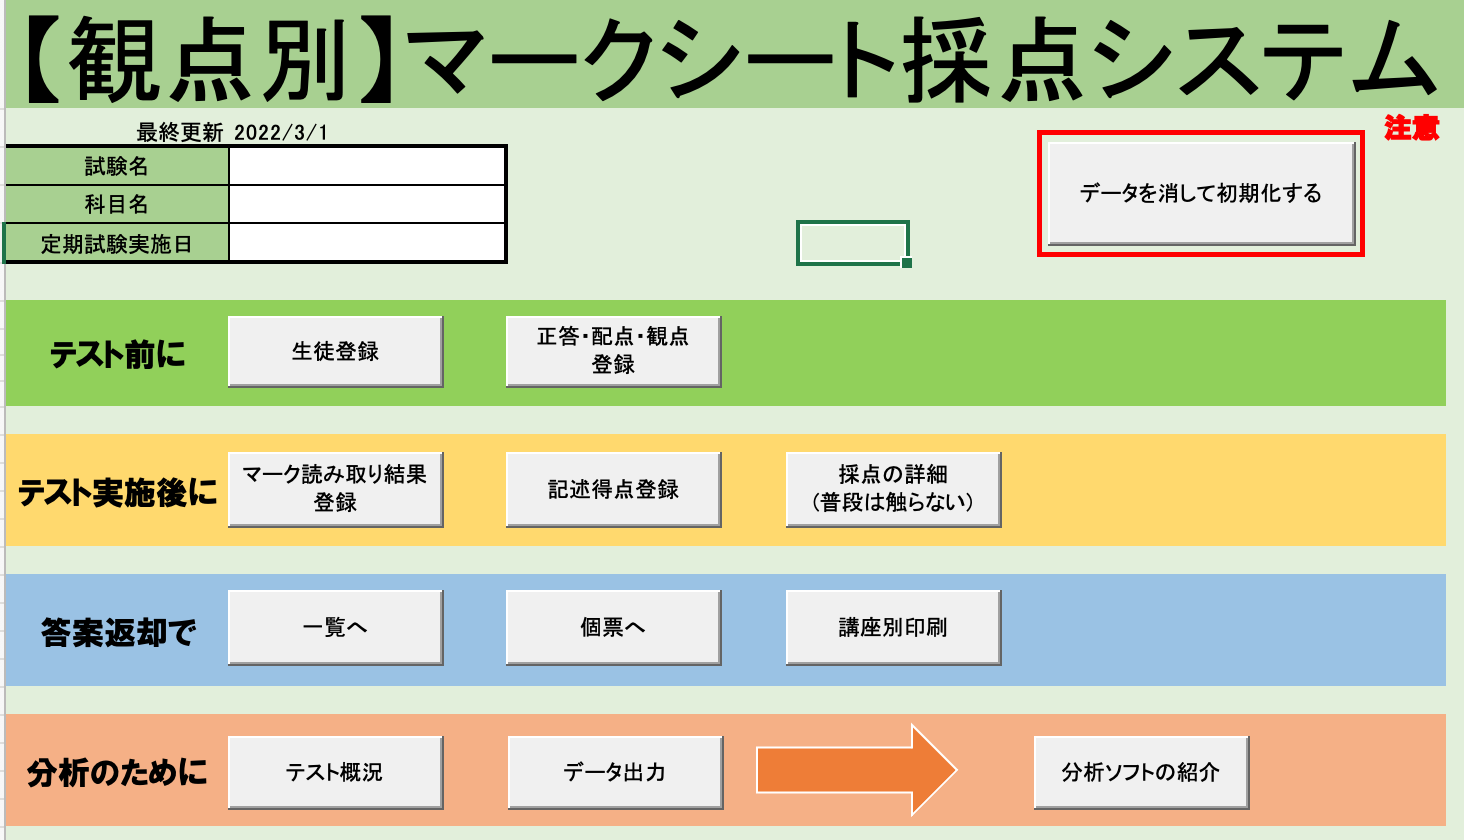 【観点別】マークシート採点システム
最終更新 2022/3/1
注意
試験名
科目名
定期試験実施日
データを消して初期化する
テスト前に
生徒登録
正答・配点・観点
登録
テスト実施後に
マーク読み取り結果
登録
記述得点登録
採点の詳細
(普段は触らない)
答案返却で
一覧へ
個票へ
講座別印刷
分析のために
テスト概況
データ出力
分析ソフトの紹介